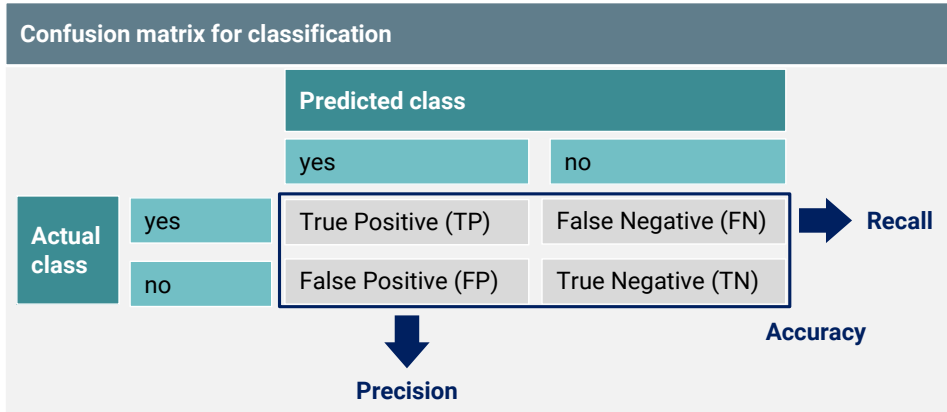 Confusion matrix for classification
Predicted class
yes
no
Actual
class
yes
True Positive (TP)
False Negative (FN)
Recall
no
False Positive (FP)
True Negative (TN)
Accuracy
Precision